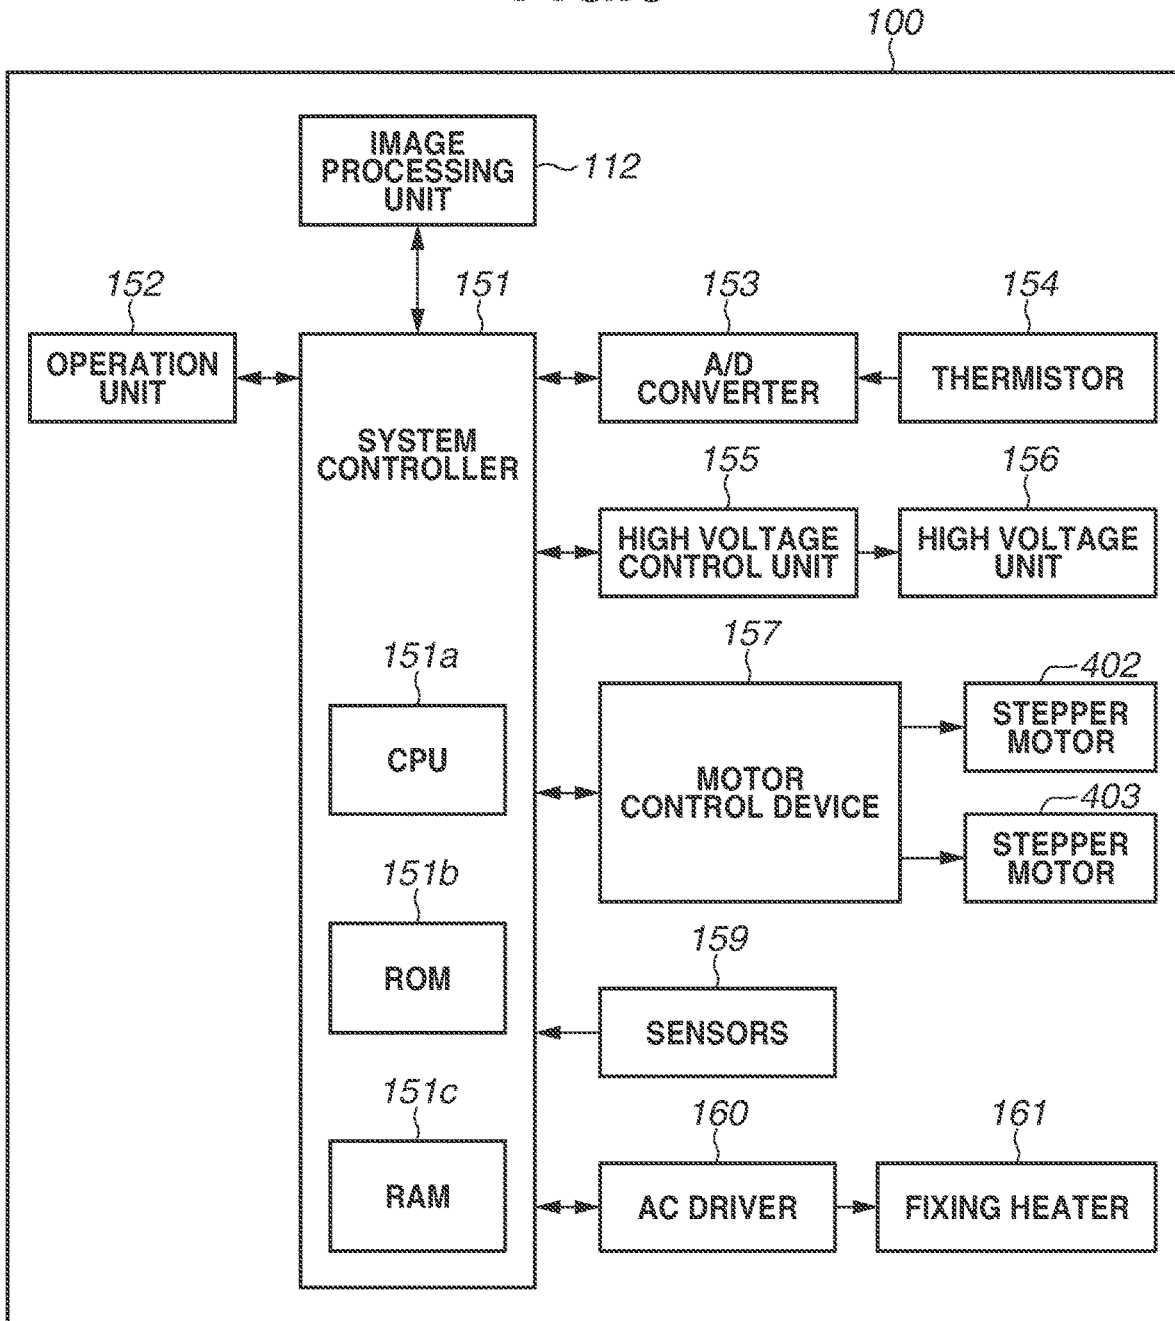 100
IMAGE
PROCESSING
UNIT
112
152
151
153
154
OPERATION
UNIT
A/D
CONVERTER
THERMISTOR
SYSTEM
CONTROLLER
155
156
HIGH VOLTAGE
CONTROL UNIT
HIGH VOLTAGE
UNIT
157
151a
CPU
MOTOR
CONTROL DEVICE
402
STEPPER
MOTOR
403
STEPPER
MOTOR
151b
ROM
159
SENSORS
151c
RAM
160
161
AC DRIVER
FIXING HEATER